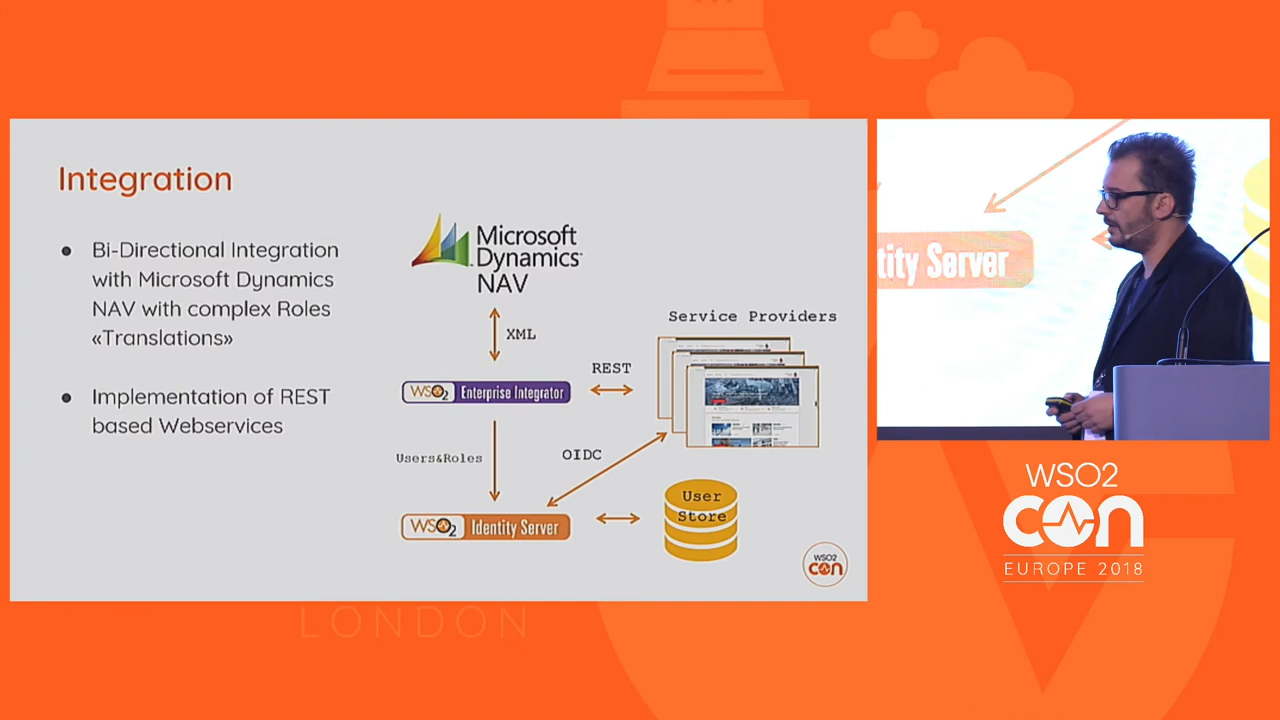 Integration
● Bi-Directional Integration
with Microsoft Dynamics
NAV with complex Roles
«Translations»
● Implementation of REST
based Webservices
Microsoft
Dynamics
NAV
XML
WSO2 Enterprise Integrator
REST
Service Providers
Users&Roles
OIDC
WSO2 Identity Server
User
Store
WSO2
con
tity Server
WSO2
con
EUROPE 2018
LONDON